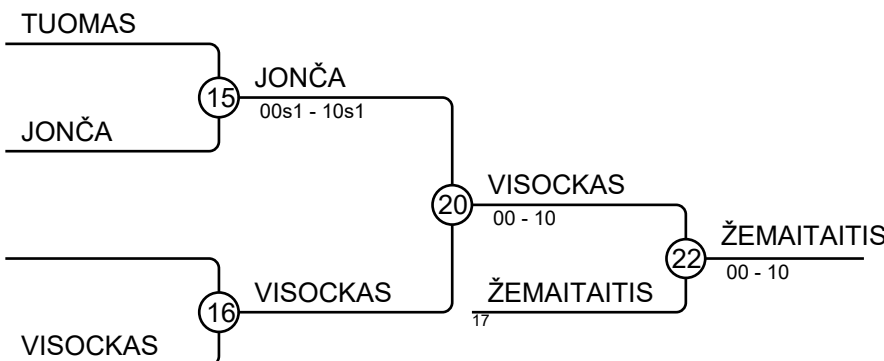 TUOMAS
15
JONČA
00s1 - 10s1
JONČA
20
VISOCKAS
00 - 10
22
ŽEMAITAITIS
00 - 10
16
VISOCKAS
ŽEMAITAITIS
17
VISOCKAS